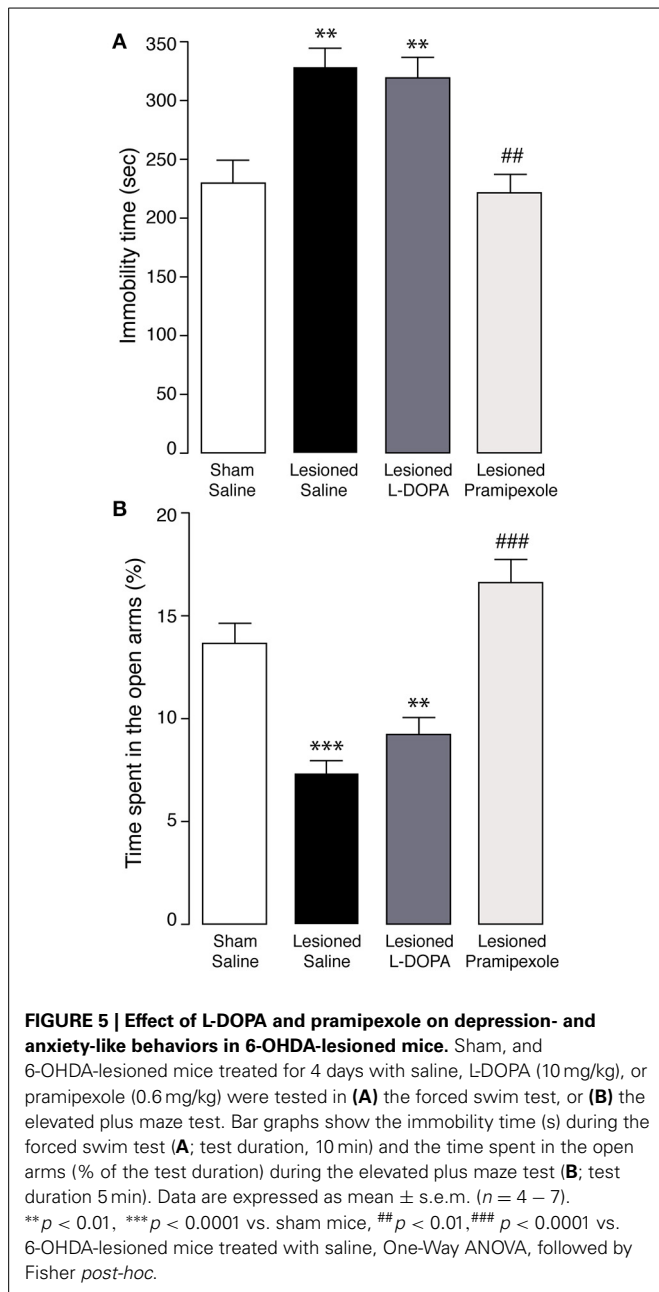 A
350
300
250
200
150
100
50
0
Immobility time (sec)
**
**
##
Sham Saline
Lesioned Saline
Lesioned L-DOPA
Lesioned Pramipexole
B
20
15
10
5
0
Time spent in the open arms (%)
***
**
###
Sham Saline
Lesioned Saline
Lesioned L-DOPA
Lesioned Pramipexole
FIGURE 5 | Effect of L-DOPA and pramipexole on depression- and
anxiety-like behaviors in 6-OHDA-lesioned mice. Sham, and
6-OHDA-lesioned mice treated for 4 days with saline, L-DOPA (10 mg/kg), or
pramipexole (0.6 mg/kg) were tested in (A) the forced swim test, or (B) the
elevated plus maze test. Bar graphs show the immobility time (s) during the
forced swim test (A; test duration, 10 min) and the time spent in the open
arms (% of the test duration) during the elevated plus maze test (B; test
duration 5 min). Data are expressed as mean ± s.e.m. (n = 4 − 7).
**p < 0.01, ***p < 0.0001 vs. sham mice, ##p < 0.01,### p < 0.0001 vs.
6-OHDA-lesioned mice treated with saline, One-Way ANOVA, followed by
Fisher post-hoc.